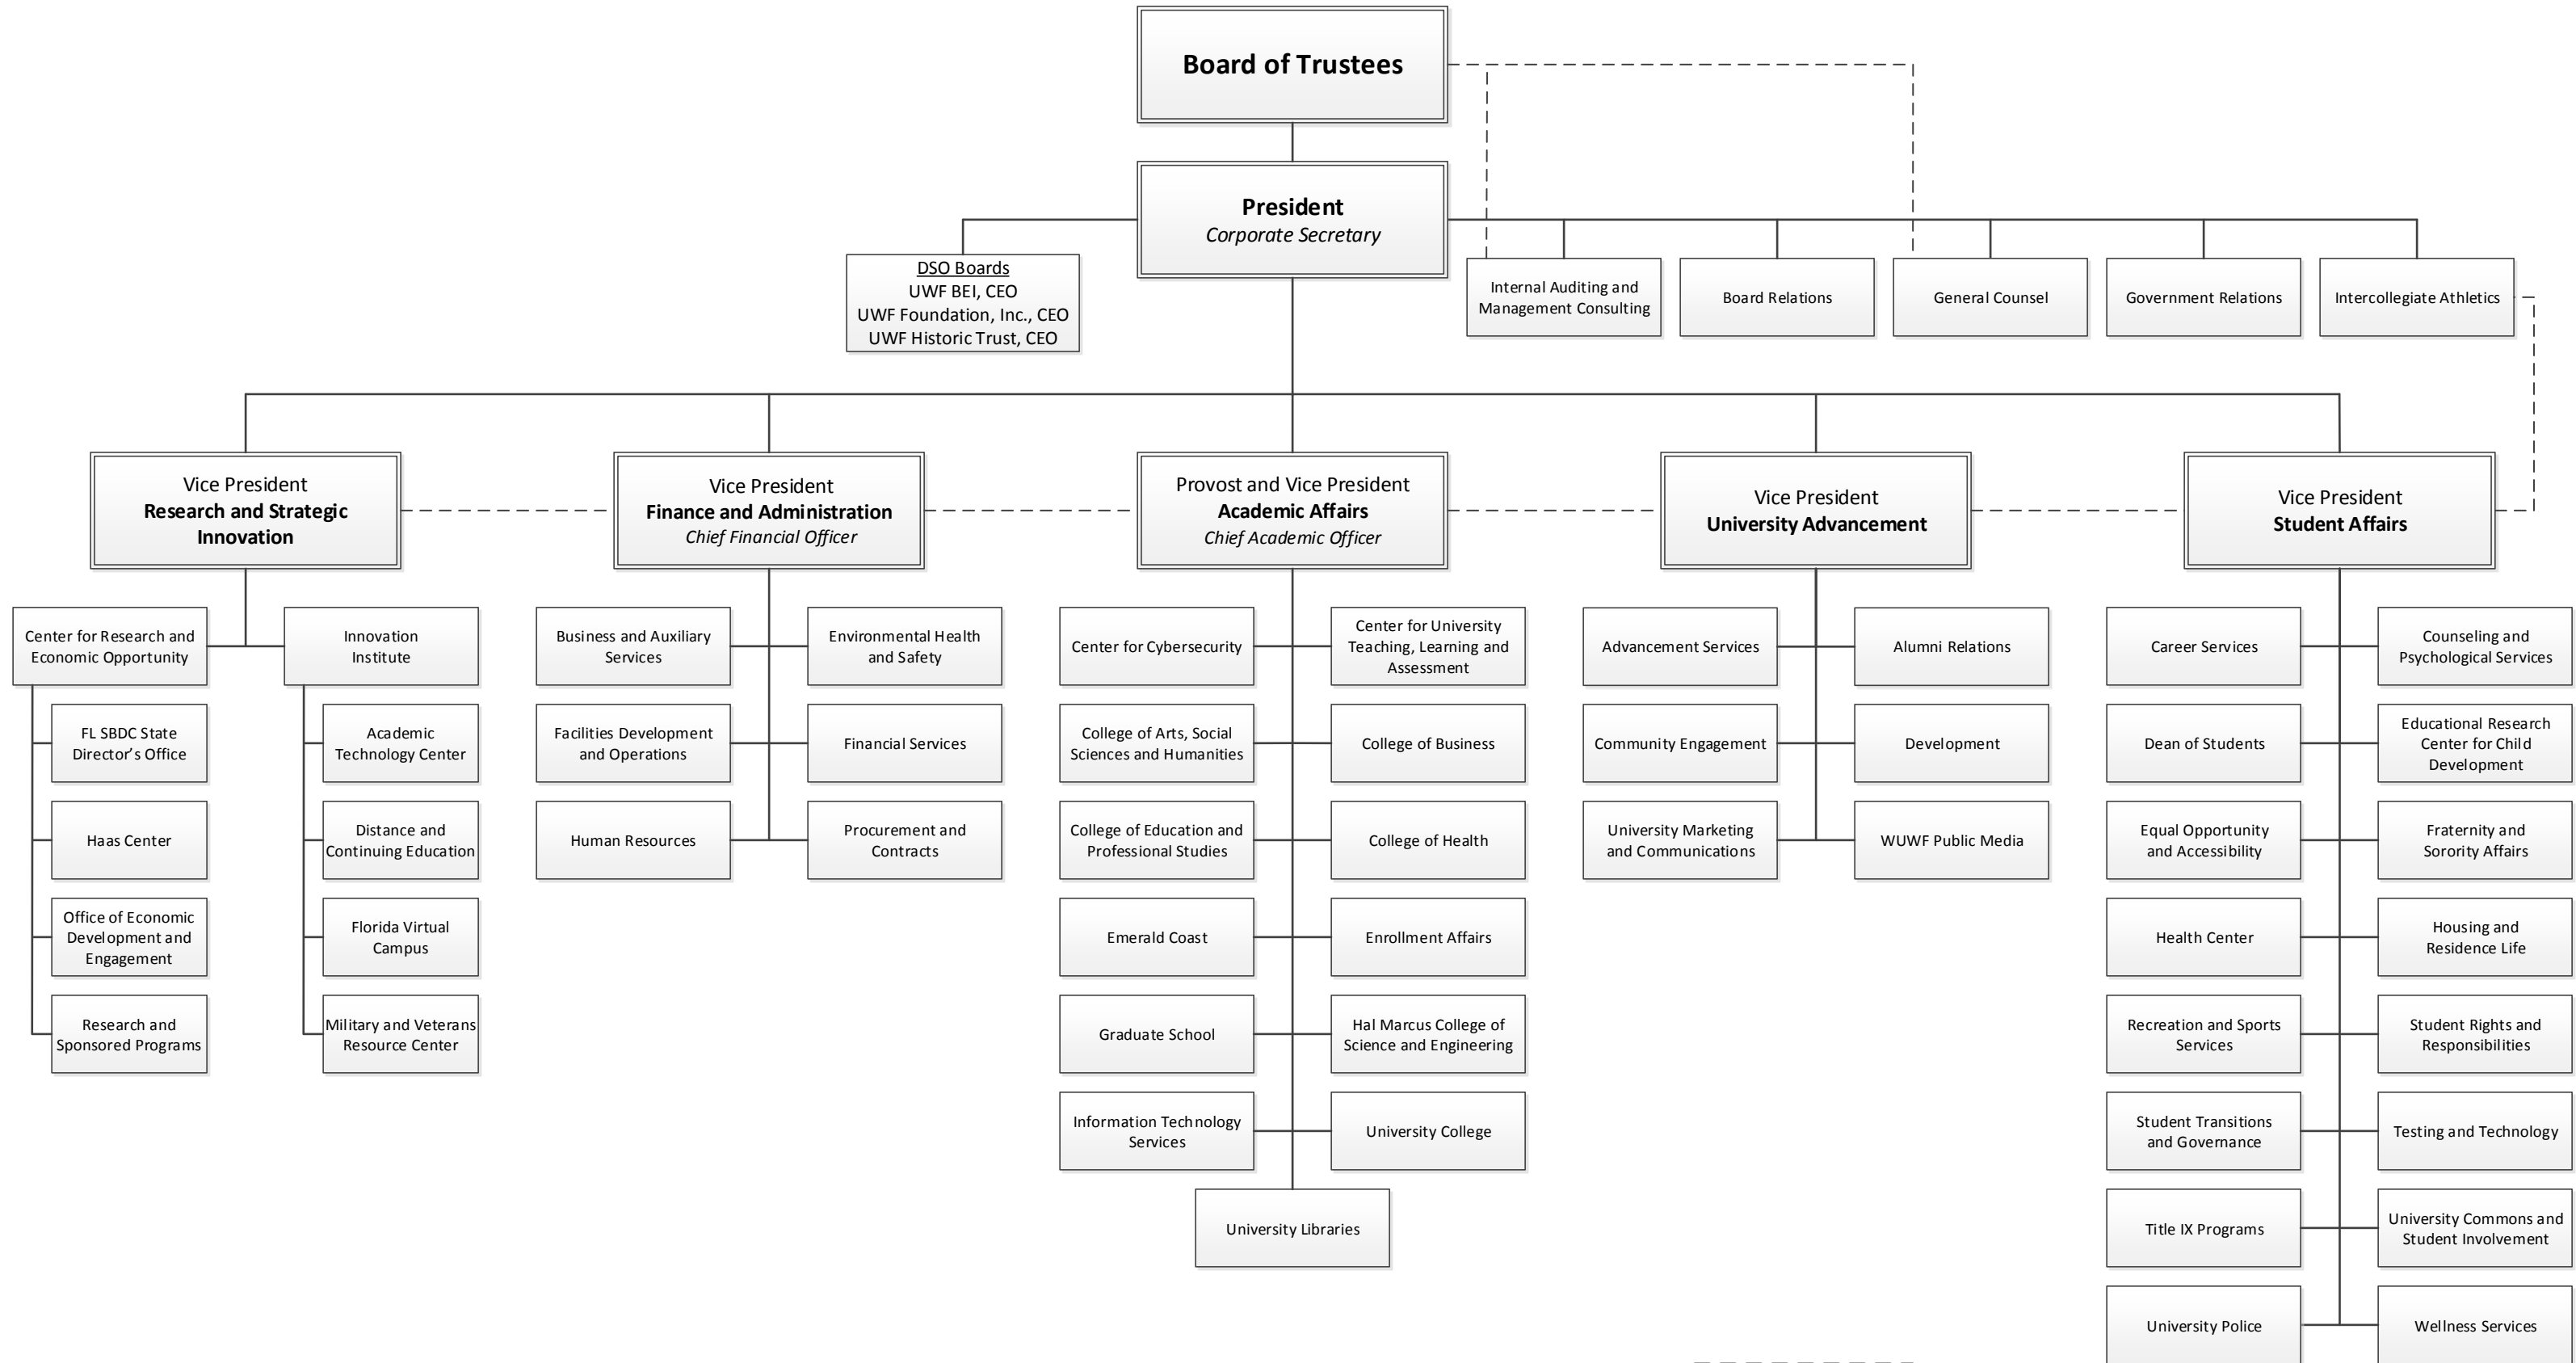 Board of Trustees
President
Corporate Secretary
DSO Boards
UWF BEI, CEO
UWF Foundation, Inc., CEO
UWF Historic Trust, CEO
Internal Auditing and
Management Consulting
Board Relations
General Counsel
Government Relations
Intercollegiate Athletics
Vice President
Research and Strategic
Innovation
Vice President
Finance and Administration
Chief Financial Officer
Provost and Vice President
Academic Affairs
Chief Academic Officer
Vice President
University Advancement
Vice President
Student Affairs
Center for Research and
Economic Opportunity
FL SBDC State
Director’s Office
Haas Center
Office of Economic
Development and
Engagement
Research and
Sponsored Programs
Innovation
Institute
Academic
Technology Center
Distance and
Continuing Education
Florida Virtual
Campus
Military and Veterans
Resource Center
Business and Auxiliary
Services
Environmental Health
and Safety
Facilities Development
and Operations
Financial Services
Human Resources
Procurement and
Contracts
Center for Cybersecurity
Center for University
Teaching, Learning and
Assessment
College of Arts, Social
Sciences and Humanities
College of Business
College of Education and
Professional Studies
College of Health
Emerald Coast
Enrollment Affairs
Graduate School
Hal Marcus College of
Science and Engineering
Information Technology
Services
University College
University Libraries
Advancement Services
Alumni Relations
Community Engagement
Development
University Marketing
and Communications
WUWF Public Media
Career Services
Counseling and
Psychological Services
Dean of Students
Educational Research
Center for Child
Development
Equal Opportunity
and Accessibility
Fraternity and
Sorority Affairs
Health Center
Housing and
Residence Life
Recreation and Sports
Services
Student Rights and
Responsibilities
Student Transitions
and Governance
Testing and Technology
Title IX Programs
University Commons and
Student Involvement
University Police
Wellness Services